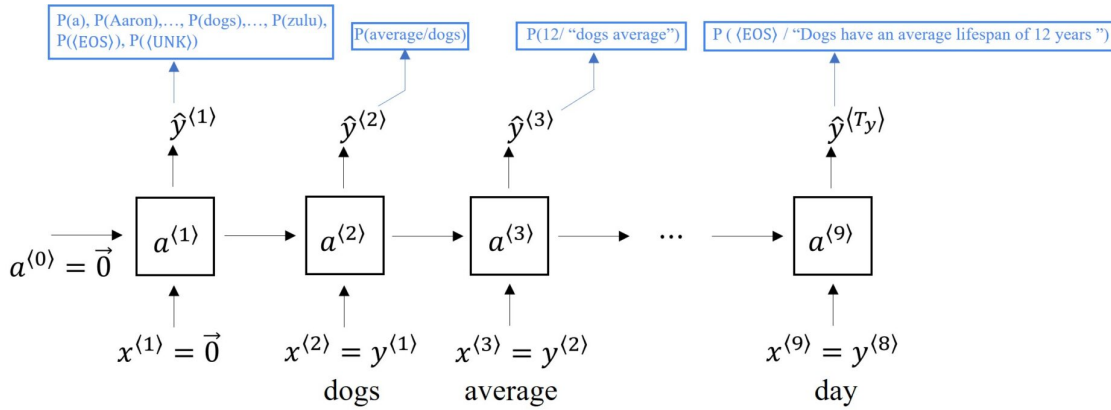 P(a), P(Aaron),…, P(dogs),…, P(zulu),
P(⟨EOS⟩), P(⟨UNK⟩)
P(average/dogs)
P(12/ “dogs average”)
P ( ⟨EOS⟩ / “Dogs have an average lifespan of 12 years ”)
ŷ⟨1⟩ ŷ⟨2⟩ ŷ⟨3⟩ ŷ⟨Ty⟩
a⟨1⟩ a⟨2⟩ a⟨3⟩ ⋯ a⟨9⟩
a⟨0⟩ = 0⃗
x⟨1⟩ = 0⃗ x⟨2⟩ = y⟨1⟩ x⟨3⟩ = y⟨2⟩ x⟨9⟩ = y⟨8⟩
dogs average day